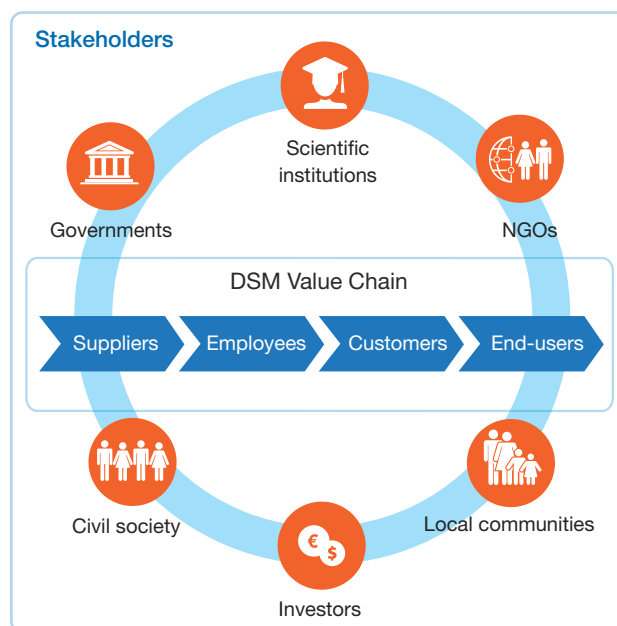 Stakeholders
Scientific
institutions
Governments
NGOs
DSM Value Chain
Suppliers
Employees
Customers
End-users
Civil society
Local communities
€
$
Investors